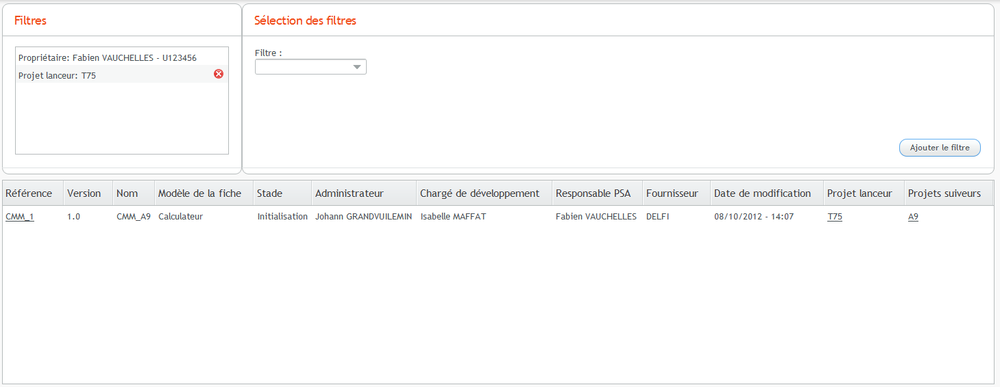 Filtres
Sélection des filtres
Propriétaire: Fabien VAUCHELLES - U123456
Projet lanceur: T75
Filtre :
Ajouter le filtre
Référence Version Nom Modèle de la fiche Stade Administrateur Chargé de développement Responsable PSA Fournisseur Date de modification Projet lanceur Projets suiveurs
CMM_1 1.0 CMM_A9 Calculateur Initialisation Johann GRANDVUILEMIN Isabelle MAFFAT Fabien VAUCHELLES DELFI 08/10/2012 - 14:07 T75 A9